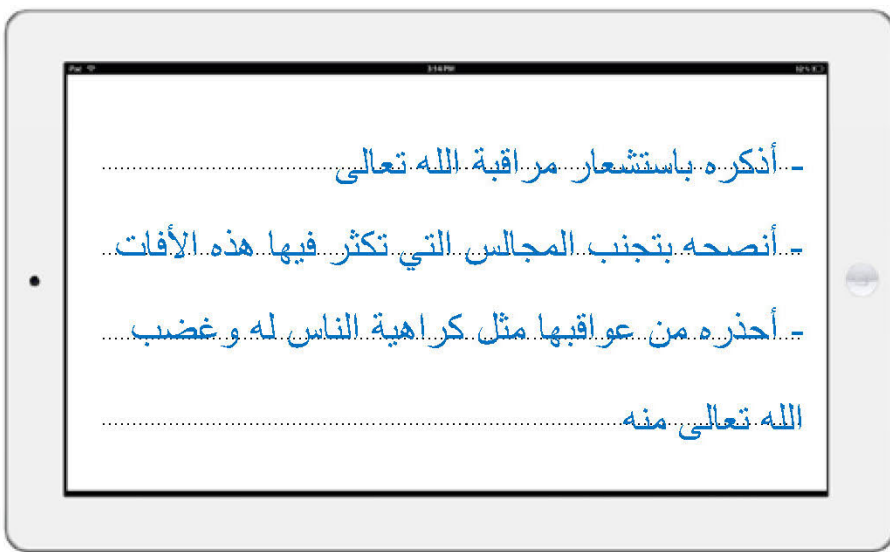 - أذكره باستشعار مراقبة الله تعالى
- أنصحه بتجنب المجالس التي تكثر فيها هذه الأفات
- أحذره من عواقبها مثل كراهية الناس له وغضب
الله تعالى منه